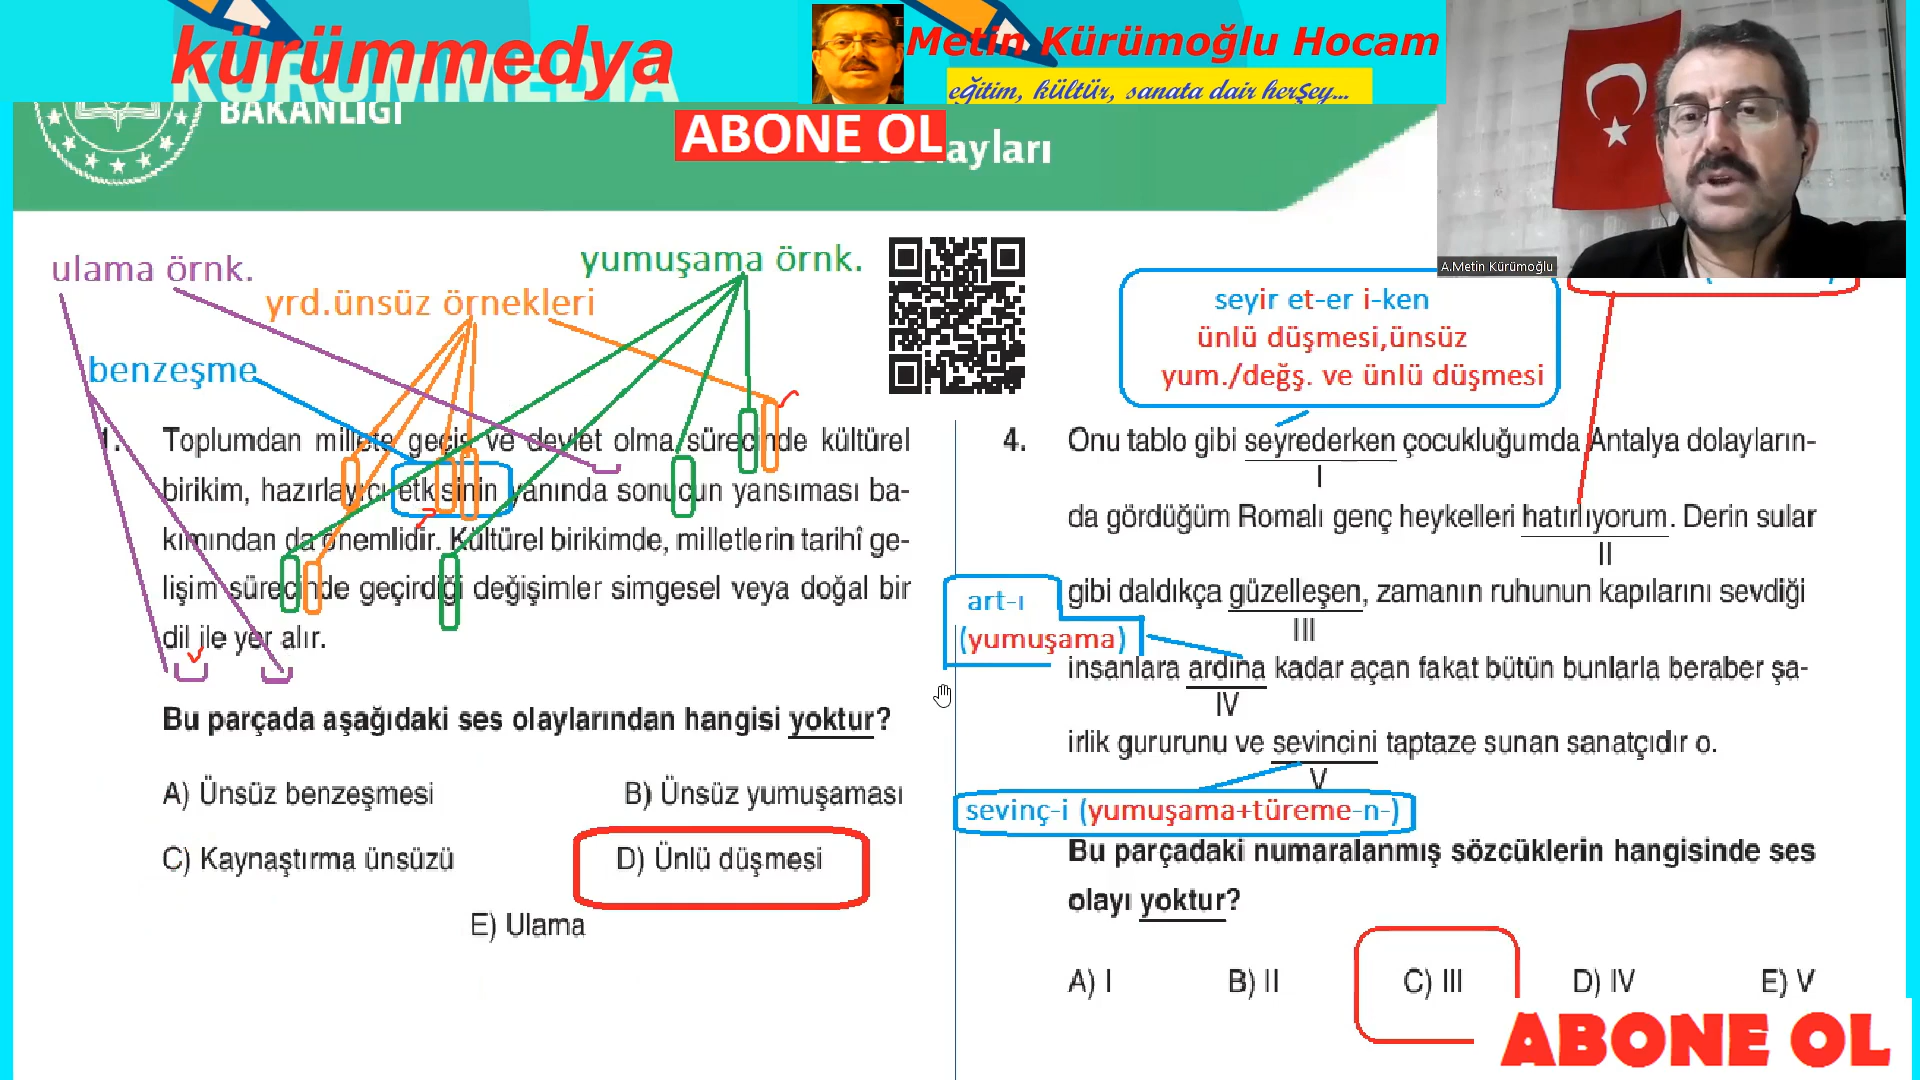 kürümmedya
KURUMMEDIA
Metin Kürümoğlu Hocam
eğitim, kültür, sanata dair herşey...
BAKANLIĞI
ABONE OL
olayları
A.Metin Kürümoğlu
ulama örnk.
yumuşama örnk.
yrd.ünsüz örnekleri
benzeşme
1. Toplumdan millete geçiş ve devlet olma sürecinde kültürel
birikim, hazırlayıcı etkisinin yanında sonucun yansıması ba-
kımından da önemlidir. Kültürel birikimde, milletlerin tarihî ge-
lişim sürecinde geçirdiği değişimler simgesel veya doğal bir
dil ile yer alır.
Bu parçada aşağıdaki ses olaylarından hangisi yoktur?
A) Ünsüz benzeşmesi
B) Ünsüz yumuşaması
C) Kaynaştırma ünsüzü
D) Ünlü düşmesi
E) Ulama
seyir et-er i-ken
ünlü düşmesi,ünsüz
yum./değş. ve ünlü düşmesi
4. Onu tablo gibi seyrederken çocukluğumda Antalya dolayların-
I
da gördüğüm Romalı genç heykelleri hatırlıyorum. Derin sular
II
gibi daldıkça güzelleşen, zamanın ruhunun kapılarını sevdiği
III
art-ı
(yumuşama)
insanlara ardına kadar açan fakat bütün bunlarla beraber şa-
IV
irlik gururunu ve sevincini taptaze sunan sanatçıdır o.
V
sevinç-i (yumuşama+türeme-n-)
Bu parçadaki numaralanmış sözcüklerin hangisinde ses
olayı yoktur?
A) I
B) II
C) III
D) IV
E) V
ABONE OL